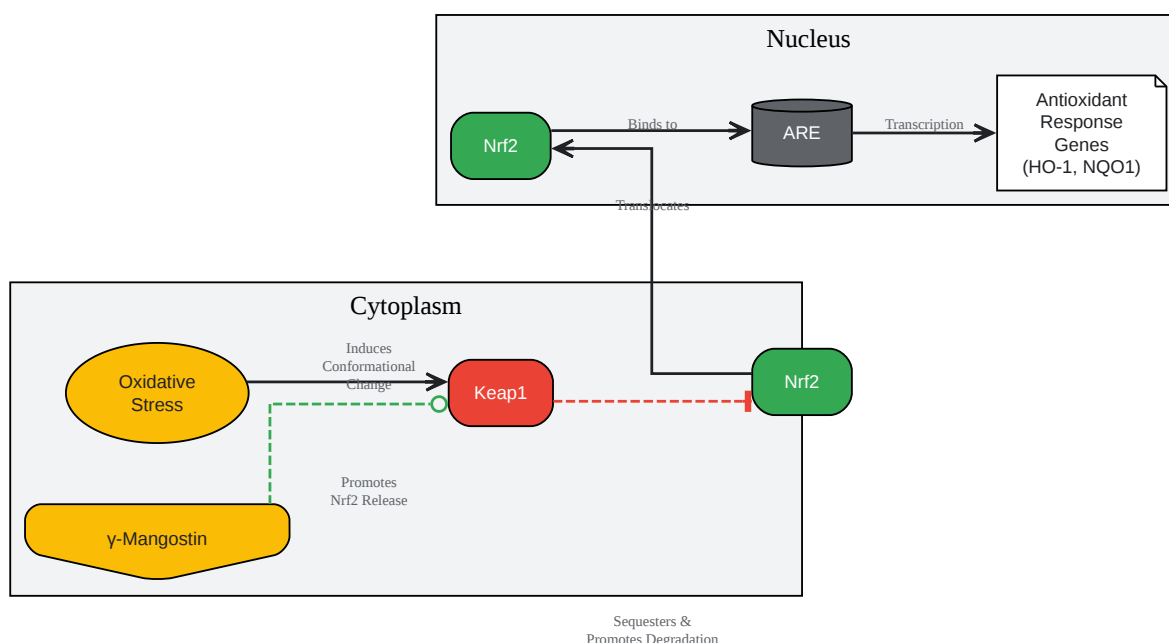 Nucleus
Nrf2
Binds to
ARE
Transcription
Antioxidant
Response
Genes
(HO-1, NQO1)
Translocates
Cytoplasm
Oxidative
Stress
Induces
Conformational
Change
Keap1
Nrf2
Promotes
Nrf2 Release
γ-Mangostin
Sequesters &
Promotes Degradation